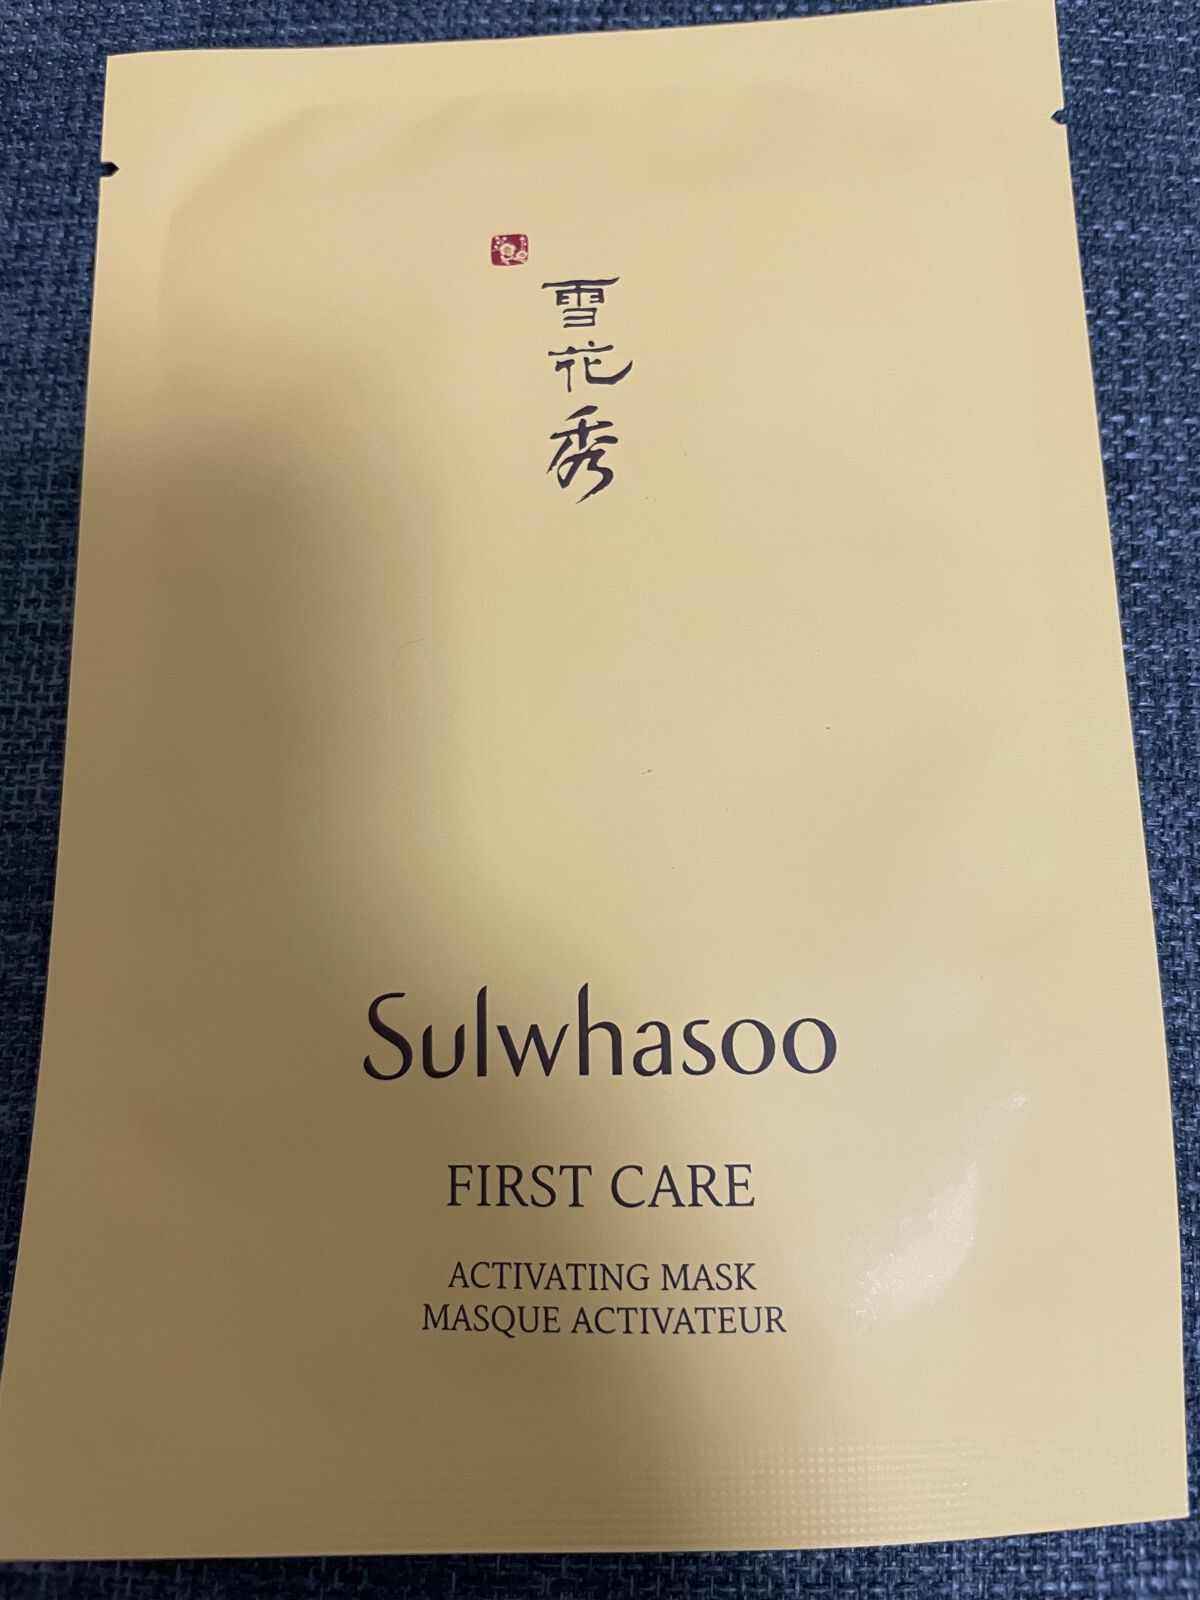 雪花秀
Sulwhasoo
FIRST CARE
ACTIVATING MASK
MASQUE ACTIVATEUR